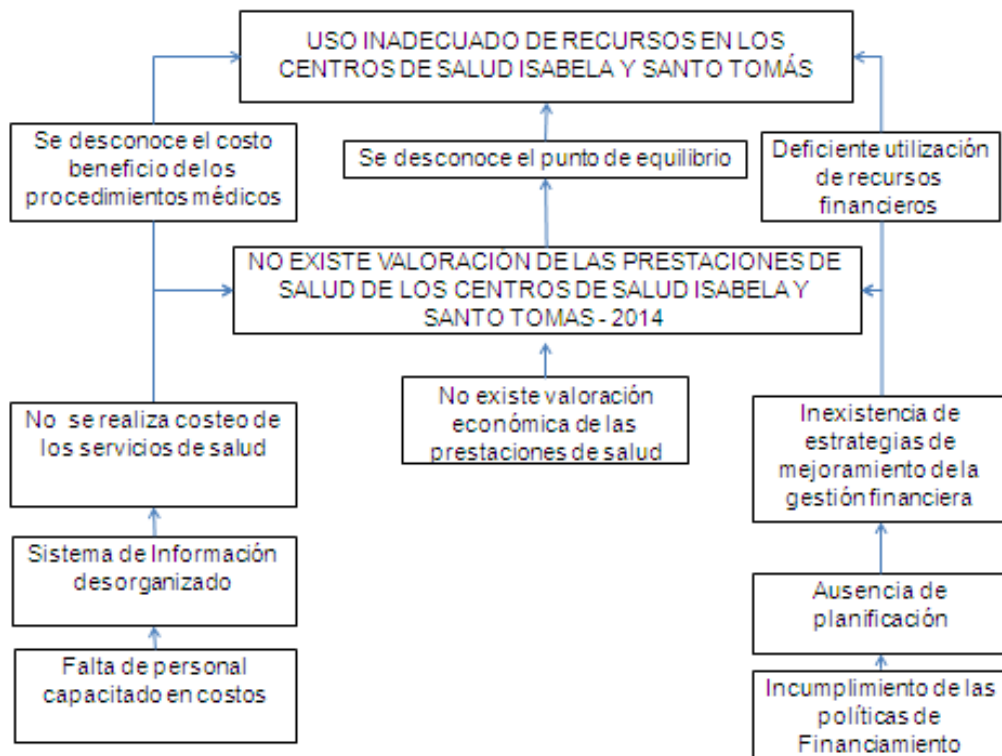 USO INADECUADO DE RECURSOS EN LOS
CENTROS DE SALUD ISABELA Y SANTO TOMÁS
Se desconoce el costo
beneficio de los
procedimientos médicos
Se desconoce el punto de equilibrio
Deficiente utilización
de recursos
financieros
NO EXISTE VALORACIÓN DE LAS PRESTACIONES DE
SALUD DE LOS CENTROS DE SALUD ISABELA Y
SANTO TOMAS - 2014
No se realiza costeo de
los servicios de salud
No existe valoración
económica de las
prestaciones de salud
Inexistencia de
estrategias de
mejoramiento de la
gestión financiera
Sistema de Información
desorganizado
Ausencia de
planificación
Falta de personal
capacitado en costos
Incumplimiento de las
políticas de
Financiamiento